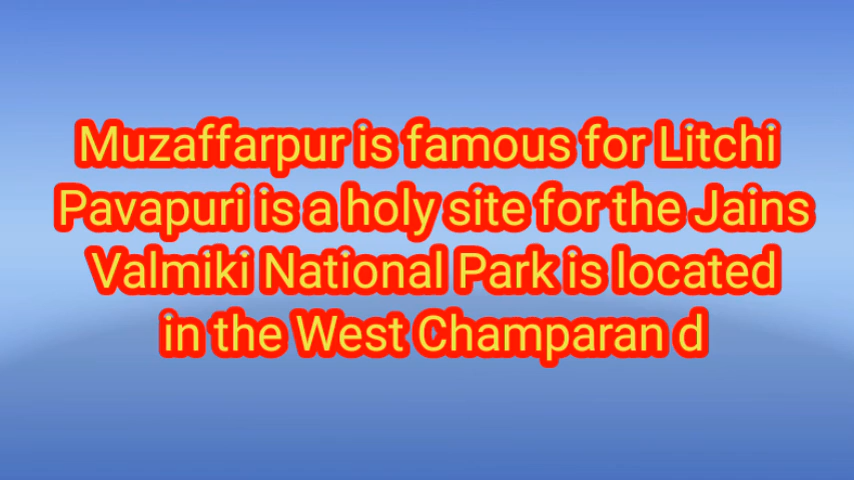 Muzaffarpur is famous for Litchi
Pavapuri is a holy site for the Jains
Valmiki National Park is located
in the West Champaran d